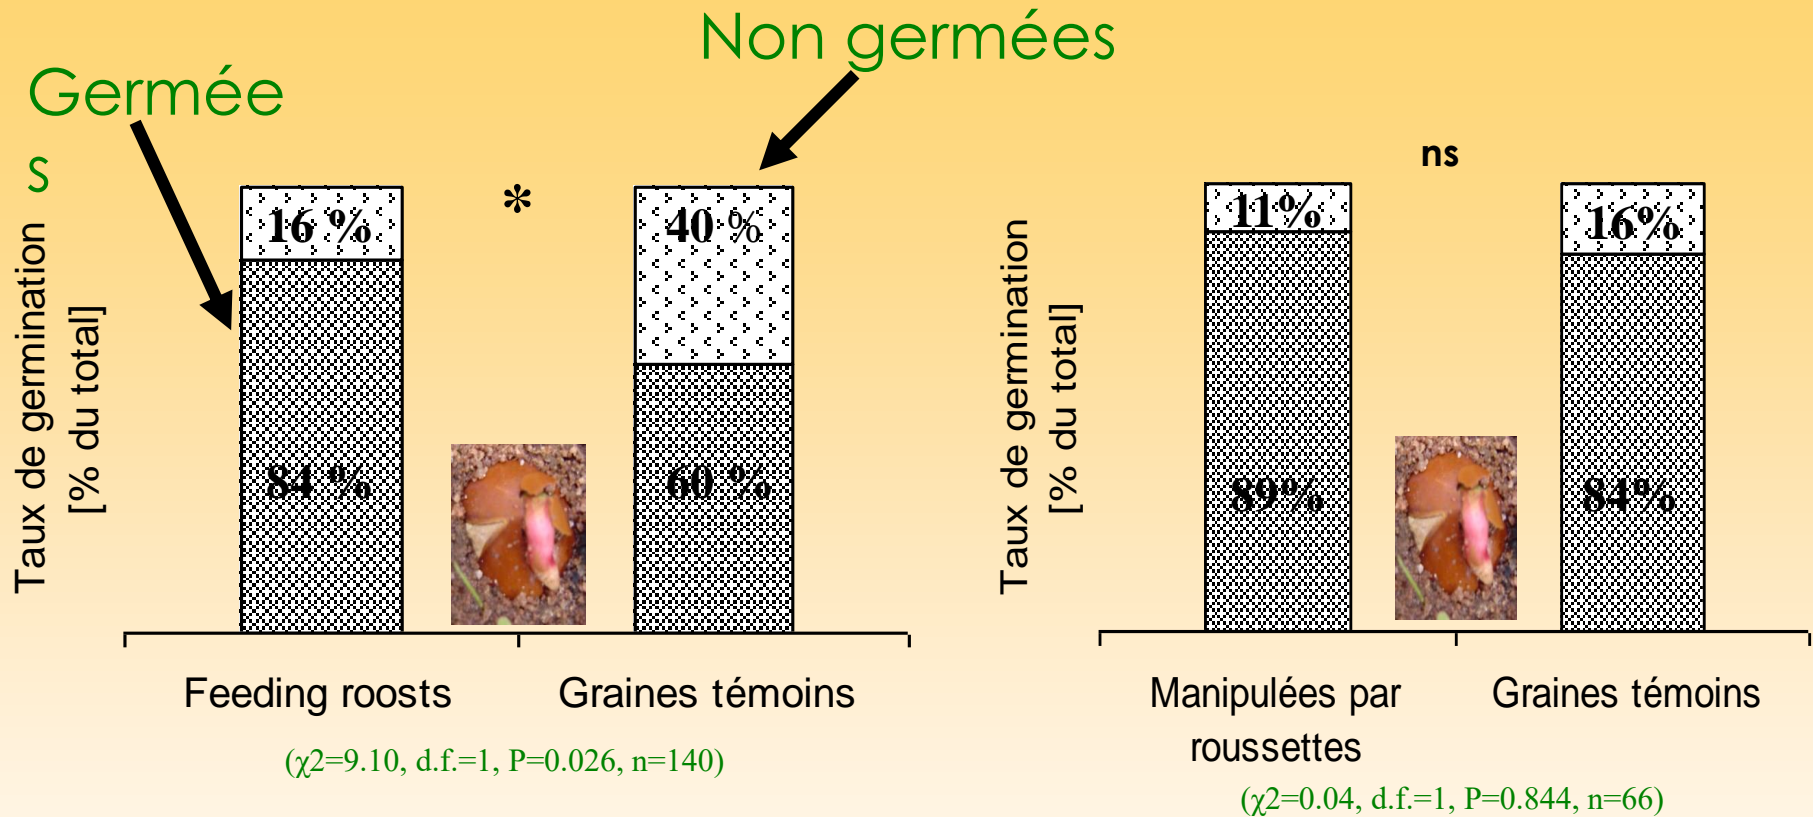 Non germées
Germée
s
Taux de germination
[% du total]
16 %
84 %
*
40 %
60 %
Feeding roosts
Graines témoins
(χ2=9.10, d.f.=1, P=0.026, n=140)
Taux de germination
[% du total]
ns
11%
89%
16%
84%
Manipulées par
roussettes
Graines témoins
(χ2=0.04, d.f.=1, P=0.844, n=66)